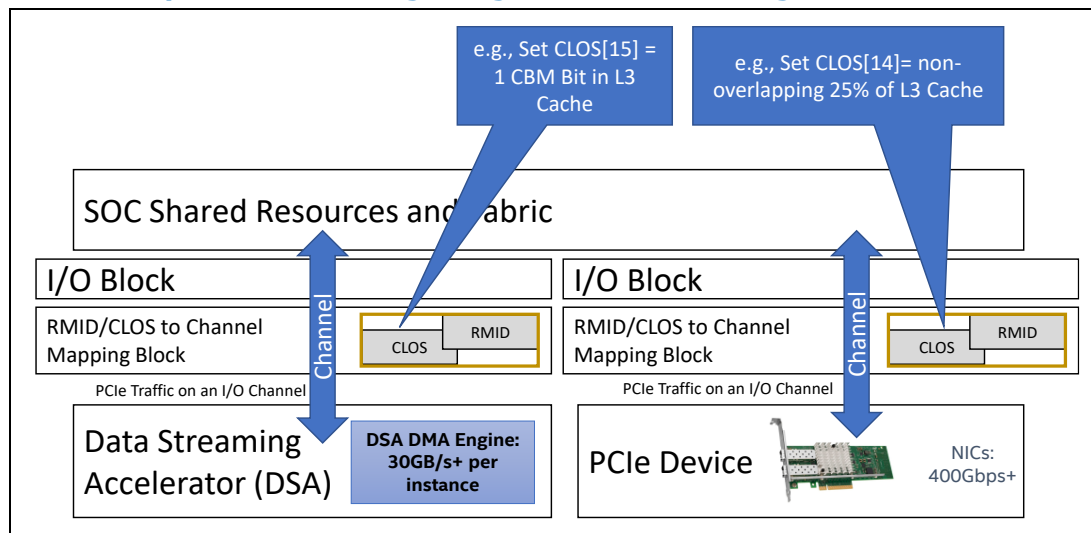 e.g., Set CLOS[15] =
1 CBM Bit in L3
Cache
e.g., Set CLOS[14]= non-
overlapping 25% of L3 Cache
SOC Shared Resources and Fabric
I/O Block
I/O Block
RMID/CLOS to Channel
Mapping Block
CLOS
RMID
Channel
RMID/CLOS to Channel
Mapping Block
CLOS
RMID
Channel
PCIe Traffic on an I/O Channel
PCIe Traffic on an I/O Channel
Data Streaming
Accelerator (DSA)
DSA DMA Engine:
30GB/s+ per
instance
PCIe Device
NICs:
400Gbps+